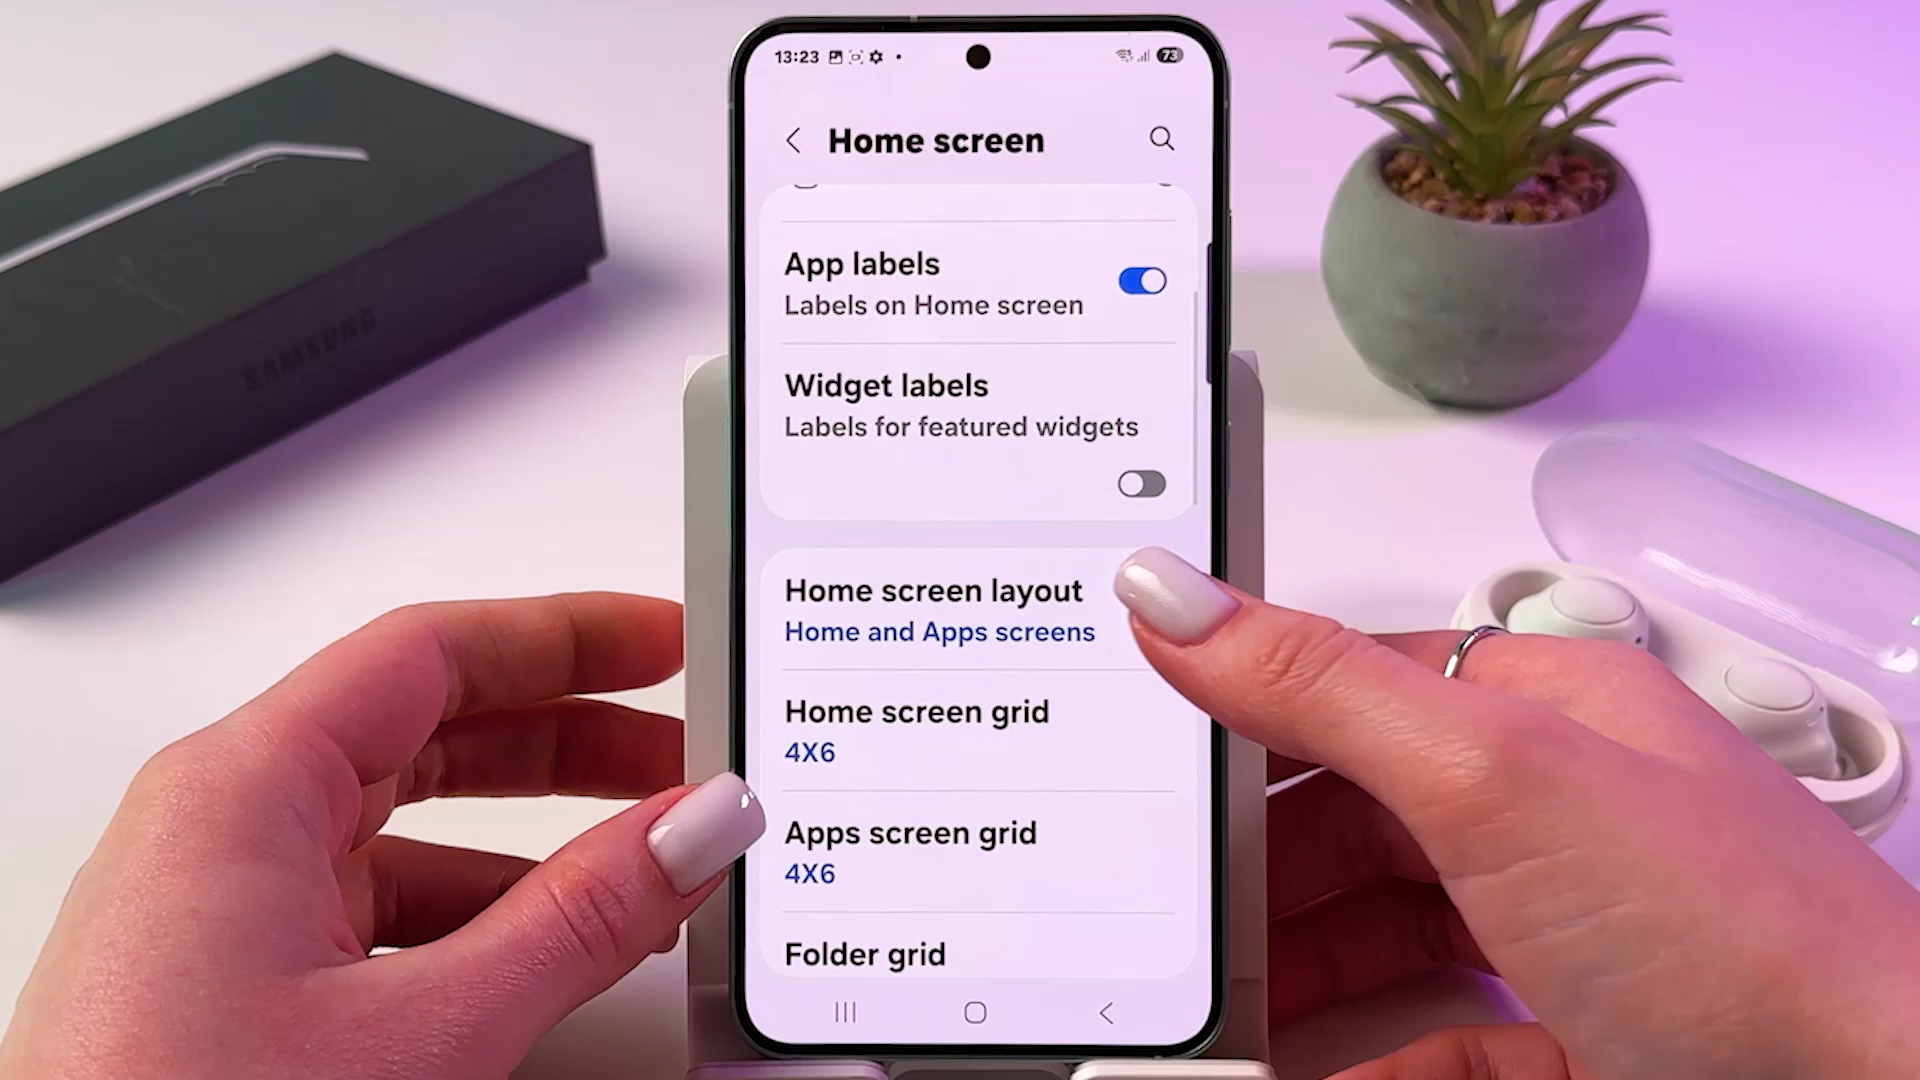 SAMSUNG
13:23
73
Home screen
App labels
Labels on Home screen
Widget labels
Labels for featured widgets
Home screen layout
Home and Apps screens
Home screen grid
4X6
Apps screen grid
4X6
Folder grid